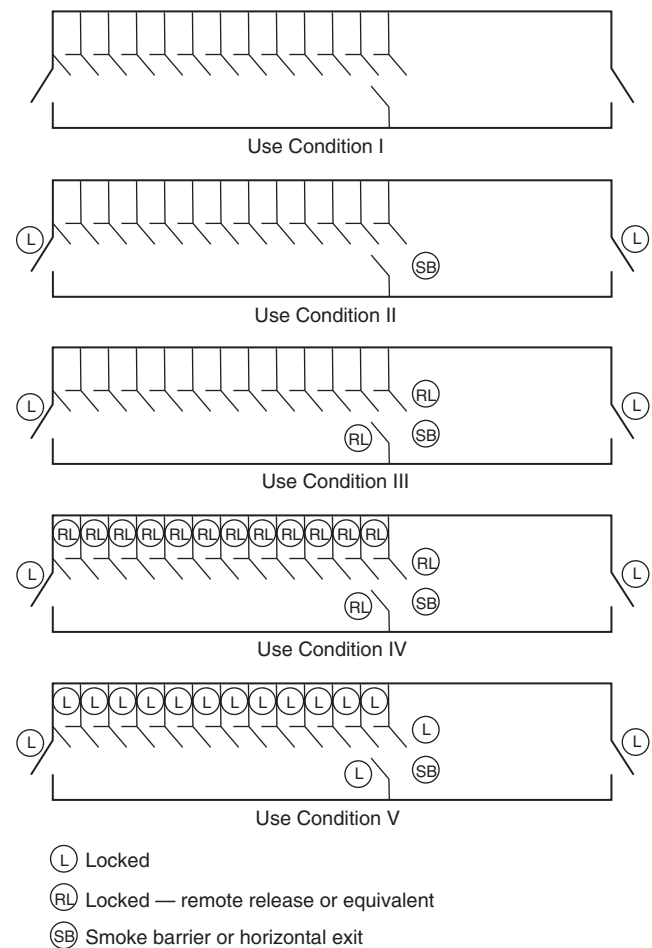 Use Condition I
L L
SB
Use Condition II
RL
L L
RL SB
Use Condition III
RL RL RL RL RL RL RL RL RL RL RL RL
RL
L L
RL SB
Use Condition IV
L L L L L L L L L L L L
L
L L
L SB
Use Condition V
L Locked
RL Locked — remote release or equivalent
SB Smoke barrier or horizontal exit